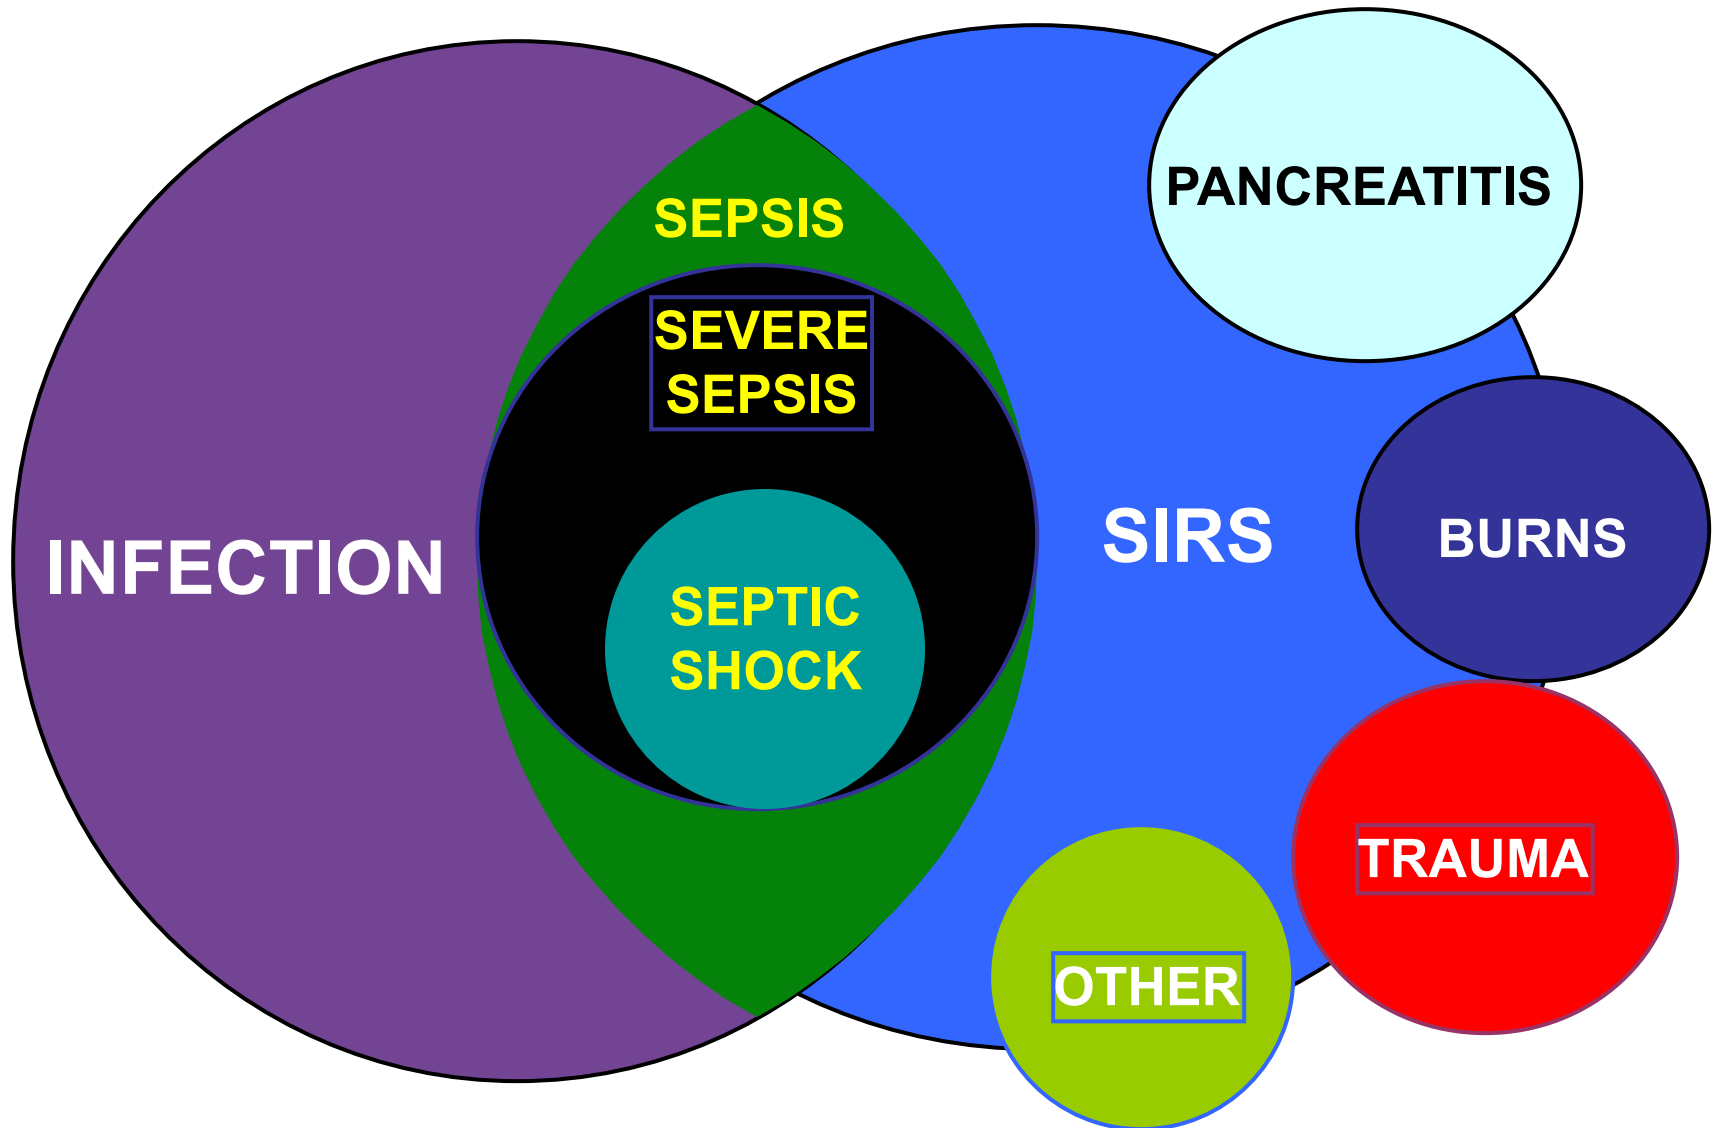 PANCREATITIS
SEPSIS
SEVERE
SEPSIS
INFECTION
SIRS
BURNS
SEPTIC
SHOCK
TRAUMA
OTHER